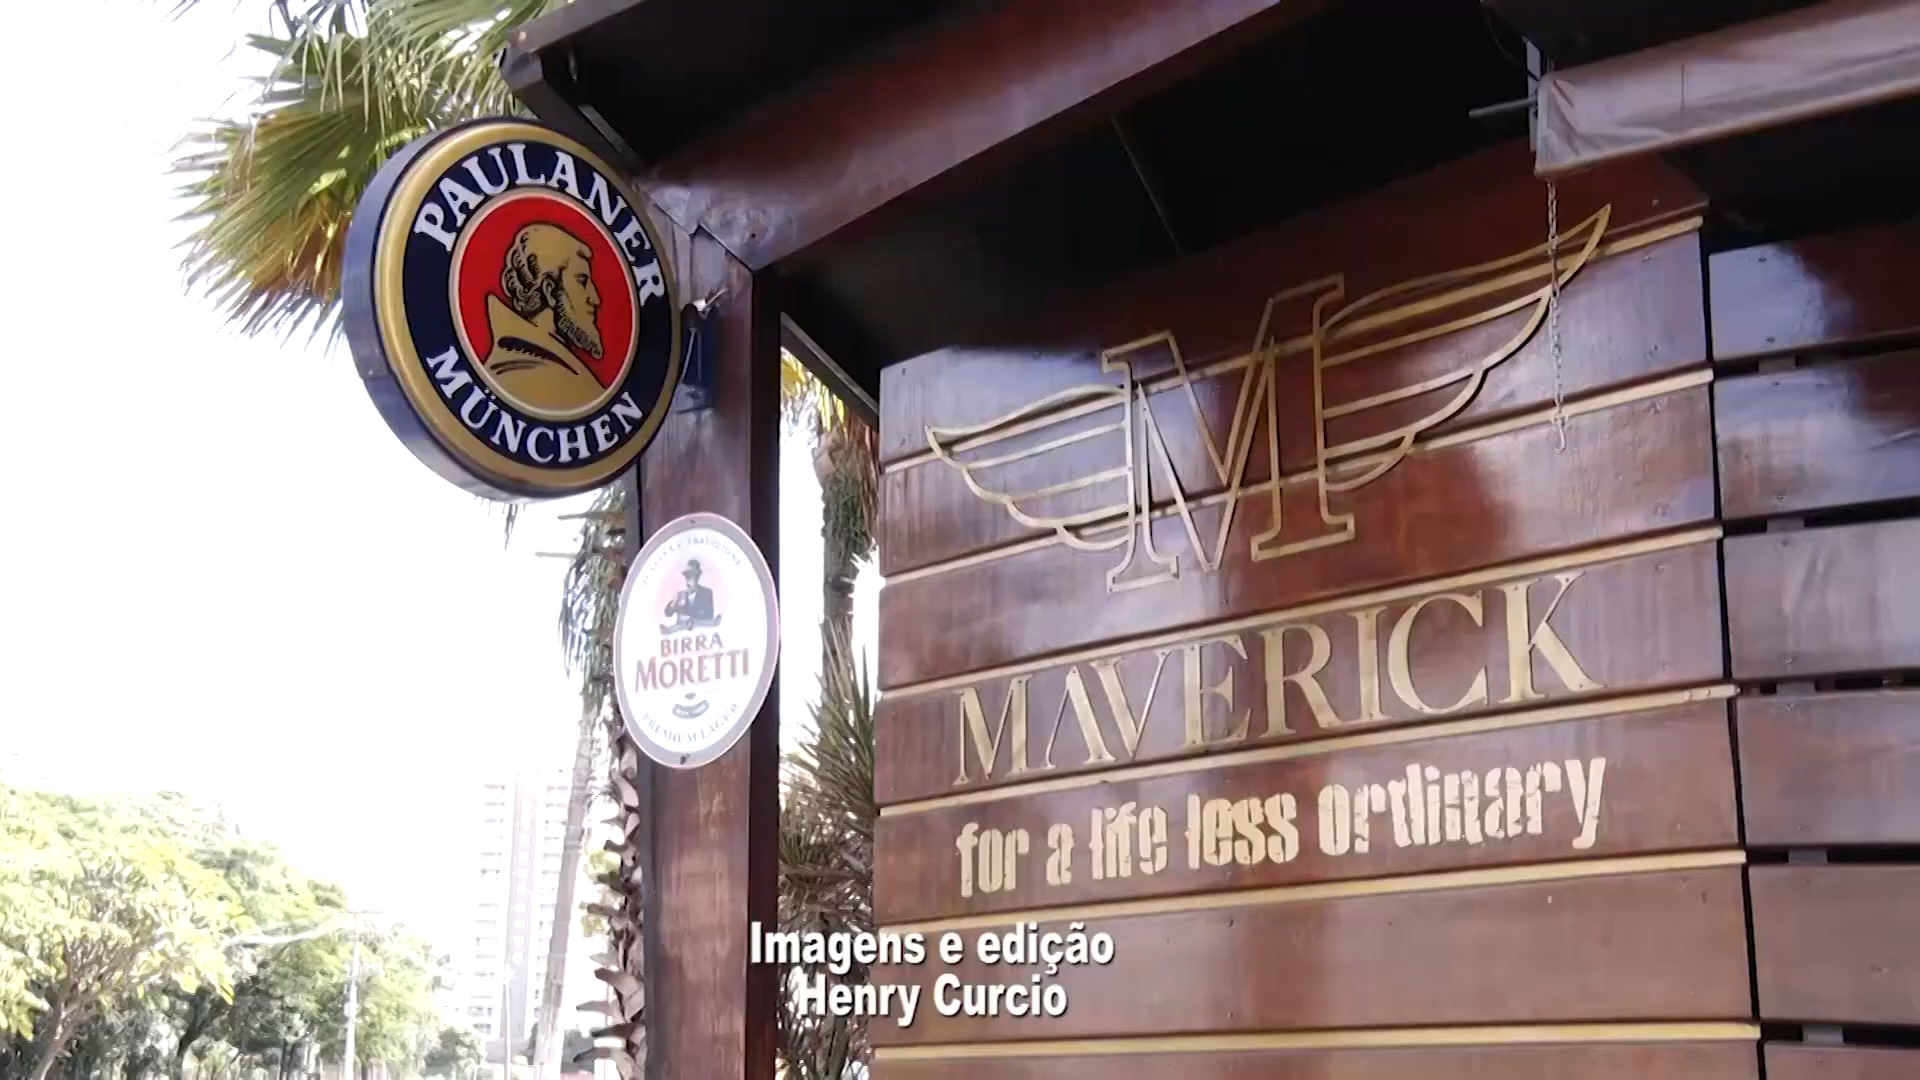 PAULANER
MÜNCHEN
BIRRA
MORETTI
PREMIUM LAGER
M
MAVERICK
for a life less ordinary
Imagens e edição
Henry Curcio